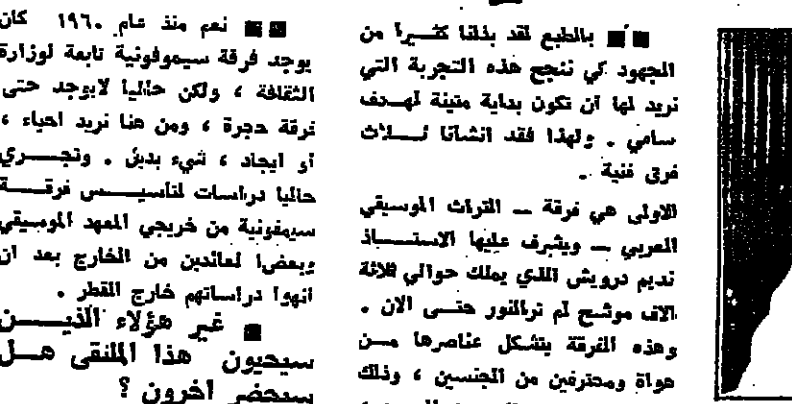 بالطبع لقد بذلنا كثيرا من
الجهود كي ننجح هذه التجربة التي
نريد لها ان تكون بداية متينة لهدف
سامي . ولهذا فقد انشأنا ثلاث
فرق فنية .
الاولى هي فرقة — التراث الموسيقي
العربي — ويشرف عليها الاستاذ
نديم درويش الذي يملك حوالي ثلاثة
الاف موشح لم ترالنور حتى الان .
وهذه الفرقة يتشكل عناصرها من
هواة ومحترفين من الجنسين ، وذلك
نعم منذ عام ١٩٦٠ كان
يوجد فرقة سيموفونية تابعة لوزارة
الثقافة ، ولكن حاليا لايوجد حتى
فرقة حجرة ، ومن هنا نريد احياء ،
أو ايجاد ، شيء بديل . وتجري
حاليا دراسات لتأسيس فرقة
سيمفونية من خريجي المعهد الموسيقي
وبعضا لعائدين من الخارج بعد ان
انهوا دراساتهم خارج القطر .
غير هؤلاء الذين
سيحيون هذا الملتقى هل
سيحضر اخرون ؟